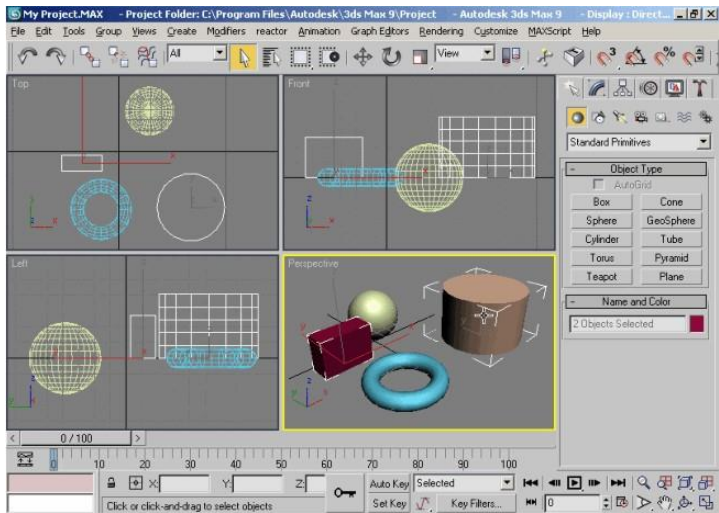 My Project.MAX - Project Folder: C:\Program Files\Autodesk\3ds Max 9\Project - Autodesk 3ds Max 9 - Display : Direct...
File Edit Tools Group Views Create Modifiers reactor Animation Graph Editors Rendering Customize MAXScript Help
All View 3 %
Top Front
Standard Primitives
Object Type
AutoGrid
Box Cone
Sphere GeoSphere
Cylinder Tube
Torus Pyramid
Teapot Plane
Left Perspective
Name and Color
2 Objects Selected
< 0 / 100 >
0 10 20 30 40 50 60 70 80 90 100
X: Y: Z: Auto Key Selected
Click or click-and-drag to select objects Set Key Key Filters... 0